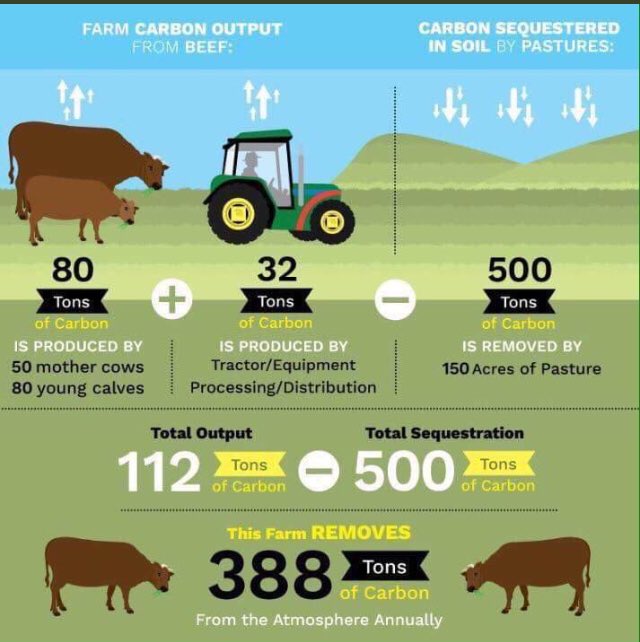 FARM CARBON OUTPUT
FROM BEEF:
CARBON SEQUESTERED
IN SOIL BY PASTURES:
80
Tons
of Carbon
IS PRODUCED BY
50 mother cows
80 young calves
+
32
Tons
of Carbon
IS PRODUCED BY
Tractor/Equipment
Processing/Distribution
−
500
Tons
of Carbon
IS REMOVED BY
150 Acres of Pasture
Total Output
112 Tons
of Carbon
−
Total Sequestration
500 Tons
of Carbon
This Farm REMOVES
388 Tons
of Carbon
From the Atmosphere Annually